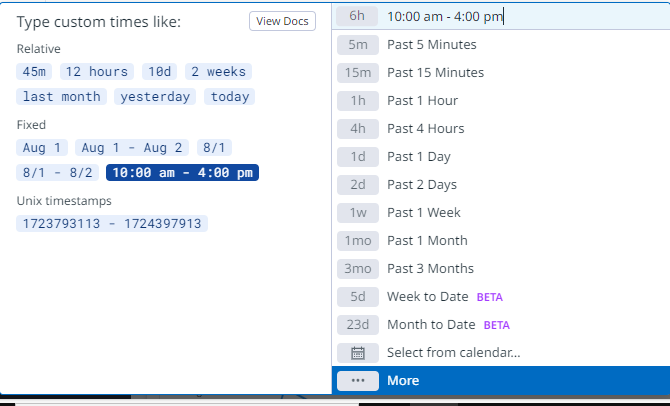 Type custom times like:
View Docs
Relative
45m 12 hours 10d 2 weeks
last month yesterday today
Fixed
Aug 1 Aug 1 - Aug 2 8/1
8/1 - 8/2 10:00 am - 4:00 pm
Unix timestamps
1723793113 - 1724397913
6h 10:00 am - 4:00 pm
5m Past 5 Minutes
15m Past 15 Minutes
1h Past 1 Hour
4h Past 4 Hours
1d Past 1 Day
2d Past 2 Days
1w Past 1 Week
1mo Past 1 Month
3mo Past 3 Months
5d Week to Date BETA
23d Month to Date BETA
Select from calendar...
More